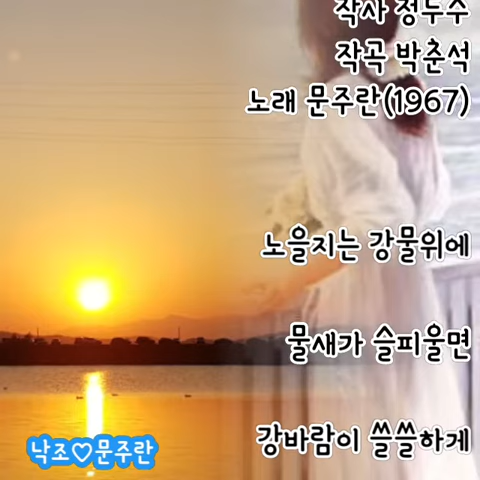 작사 정두수
작곡 박춘석
노래 문주란(1967)
노을지는 강물위에
물새가 슬피울면
강바람이 쓸쓸하게
낙조♡문주란